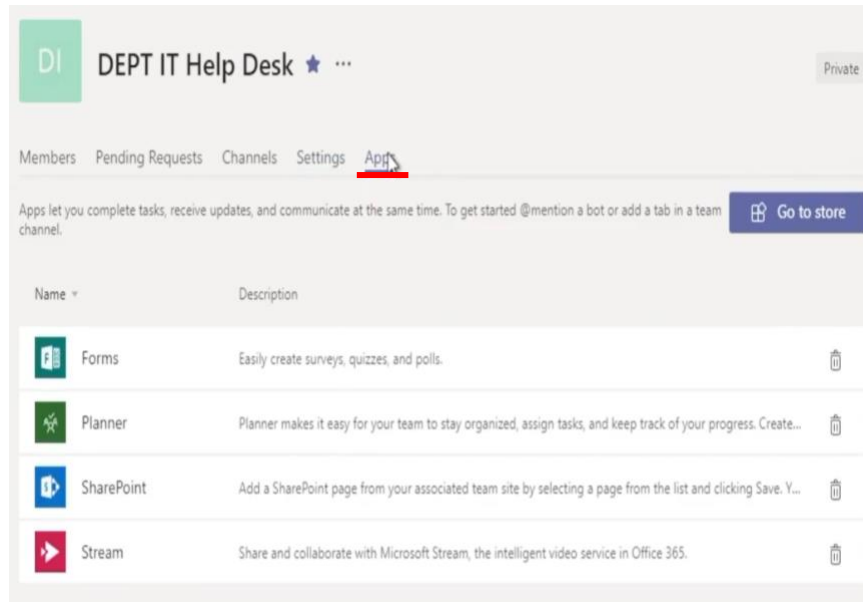 DI
DEPT IT Help Desk
Private
Members Pending Requests Channels Settings Apps
Apps let you complete tasks, receive updates, and communicate at the same time. To get started @mention a bot or add a tab in a team
channel.
Go to store
Name Description
Forms Easily create surveys, quizzes, and polls.
Planner Planner makes it easy for your team to stay organized, assign tasks, and keep track of your progress. Create...
SharePoint Add a SharePoint page from your associated team site by selecting a page from the list and clicking Save. Y...
Stream Share and collaborate with Microsoft Stream, the intelligent video service in Office 365.